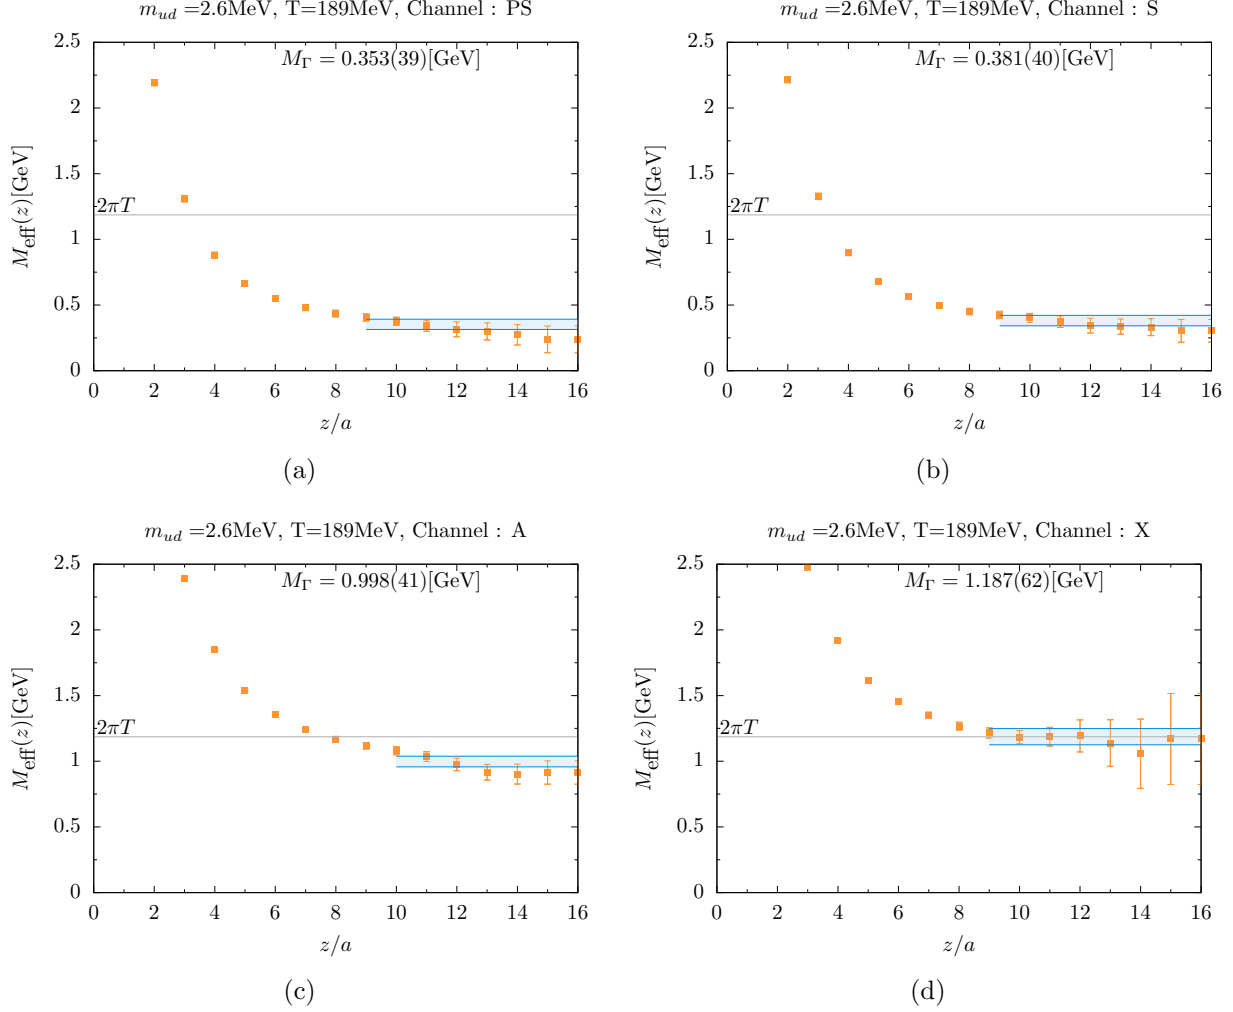 m_ud =2.6MeV, T=189MeV, Channel : PS
M_Γ = 0.353(39)[GeV]
2.5
2
1.5
1
0.5
0
M_eff(z)[GeV]
2πT
0 2 4 6 8 10 12 14 16
z/a
(a)
m_ud =2.6MeV, T=189MeV, Channel : S
M_Γ = 0.381(40)[GeV]
2.5
2
1.5
1
0.5
0
M_eff(z)[GeV]
2πT
0 2 4 6 8 10 12 14 16
z/a
(b)
m_ud =2.6MeV, T=189MeV, Channel : A
M_Γ = 0.998(41)[GeV]
2.5
2
1.5
1
0.5
0
M_eff(z)[GeV]
2πT
0 2 4 6 8 10 12 14 16
z/a
(c)
m_ud =2.6MeV, T=189MeV, Channel : X
M_Γ = 1.187(62)[GeV]
2.5
2
1.5
1
0.5
0
M_eff(z)[GeV]
2πT
0 2 4 6 8 10 12 14 16
z/a
(d)